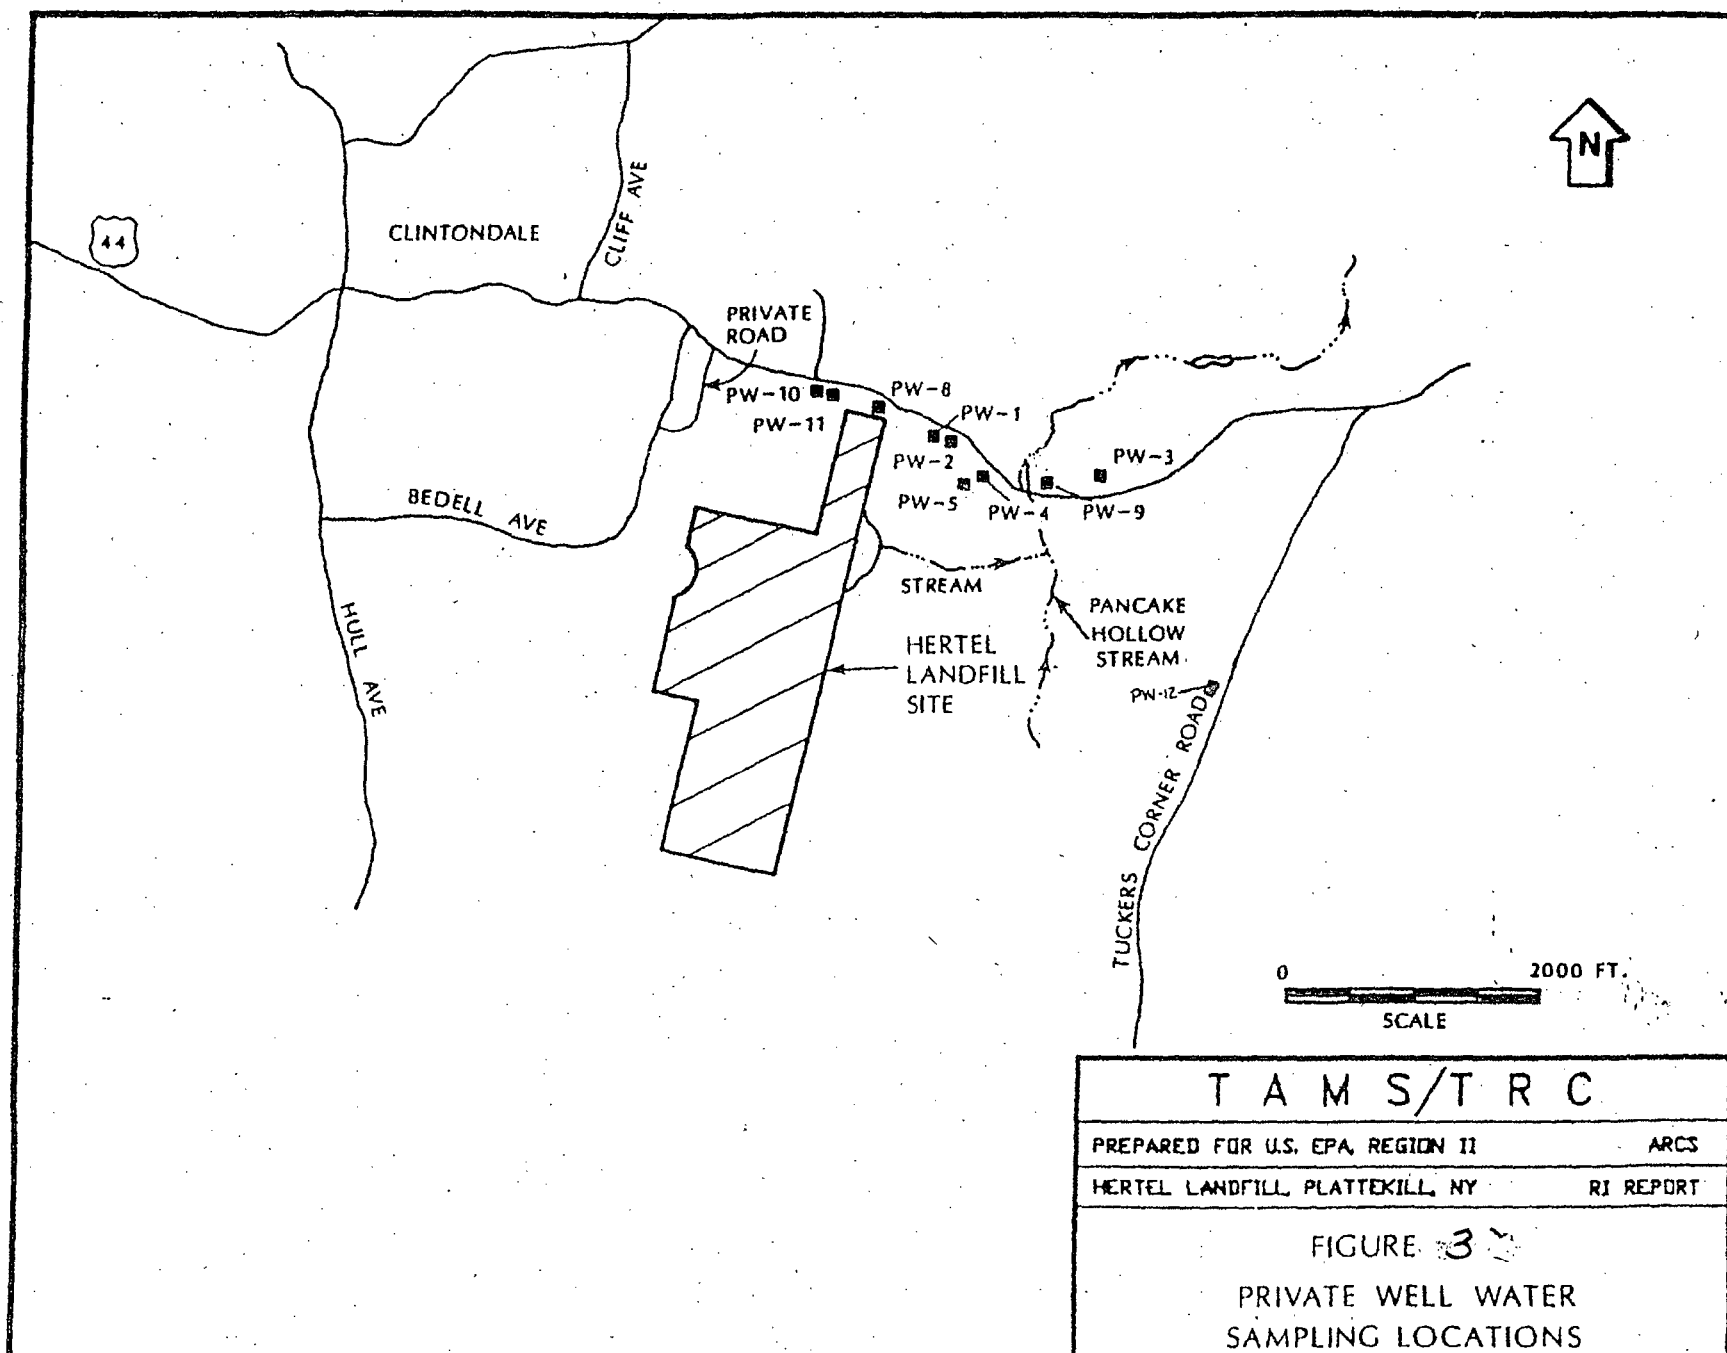 N
44
CLINTONDALE
CLIFF AVE
PRIVATE
ROAD
PW-10
PW-11
PW-8
PW-1
PW-2
PW-5
PW-4
PW-9
PW-3
BEDELL AVE
HULL AVE
STREAM
PANCAKE
HOLLOW
STREAM
HERTEL
LANDFILL
SITE
PW-12
TUCKERS CORNER ROAD
0 2000 FT.
SCALE
TAMS/TRC
PREPARED FOR U.S. EPA, REGION II ARCS
HERTEL LANDFILL, PLATTEKILL, NY RI REPORT
FIGURE 3
PRIVATE WELL WATER
SAMPLING LOCATIONS